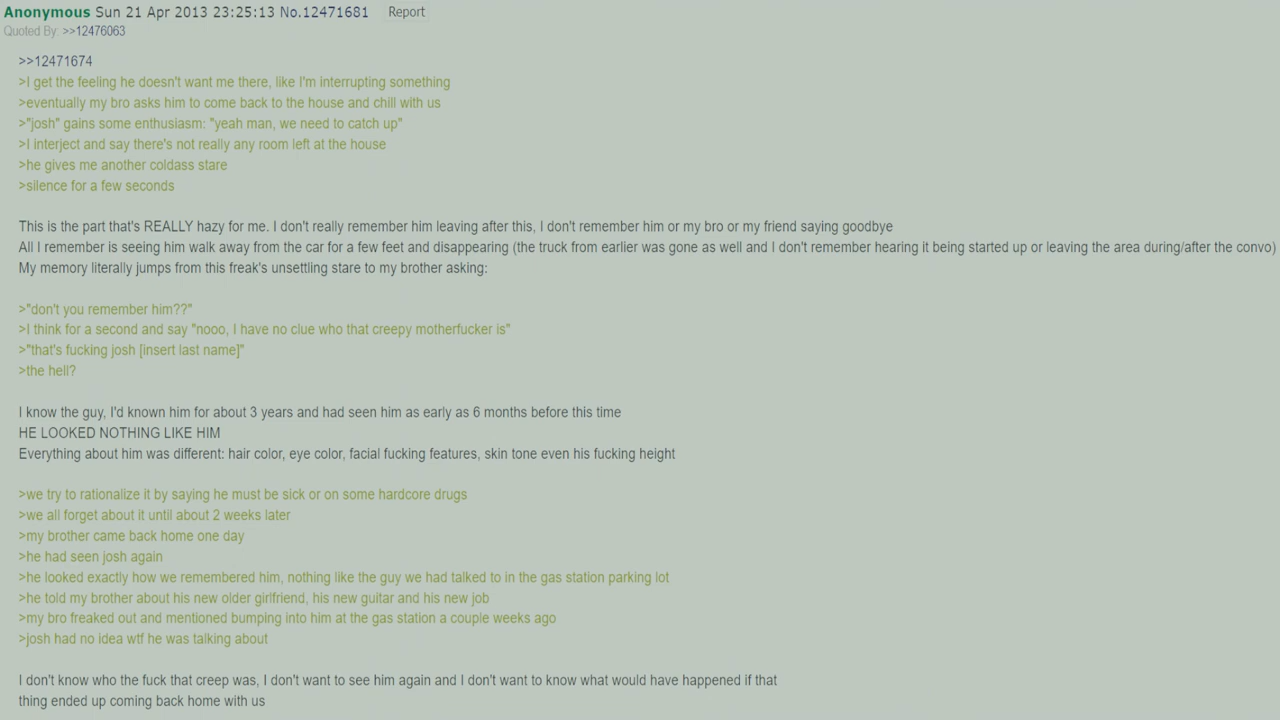 Anonymous Sun 21 Apr 2013 23:25:13 No.12471681 Report
Quoted By: >>12476063
>>12471674
>I get the feeling he doesn't want me there, like I'm interrupting something
>eventually my bro asks him to come back to the house and chill with us
>"josh" gains some enthusiasm: "yeah man, we need to catch up"
>I interject and say there's not really any room left at the house
>he gives me another coldass stare
>silence for a few seconds
This is the part that's REALLY hazy for me. I don't really remember him leaving after this, I don't remember him or my bro or my friend saying goodbye
All I remember is seeing him walk away from the car for a few feet and disappearing (the truck from earlier was gone as well and I don't remember hearing it being started up or leaving the area during/after the convo)
My memory literally jumps from this freak's unsettling stare to my brother asking:
>"don't you remember him??"
>I think for a second and say "nooo, I have no clue who that creepy motherfucker is"
>"that's fucking josh [insert last name]"
>the hell?
I know the guy, I'd known him for about 3 years and had seen him as early as 6 months before this time
HE LOOKED NOTHING LIKE HIM
Everything about him was different: hair color, eye color, facial fucking features, skin tone even his fucking height
>we try to rationalize it by saying he must be sick or on some hardcore drugs
>we all forget about it until about 2 weeks later
>my brother came back home one day
>he had seen josh again
>he looked exactly how we remembered him, nothing like the guy we had talked to in the gas station parking lot
>he told my brother about his new older girlfriend, his new guitar and his new job
>my bro freaked out and mentioned bumping into him at the gas station a couple weeks ago
>josh had no idea wtf he was talking about
I don't know who the fuck that creep was, I don't want to see him again and I don't want to know what would have happened if that
thing ended up coming back home with us